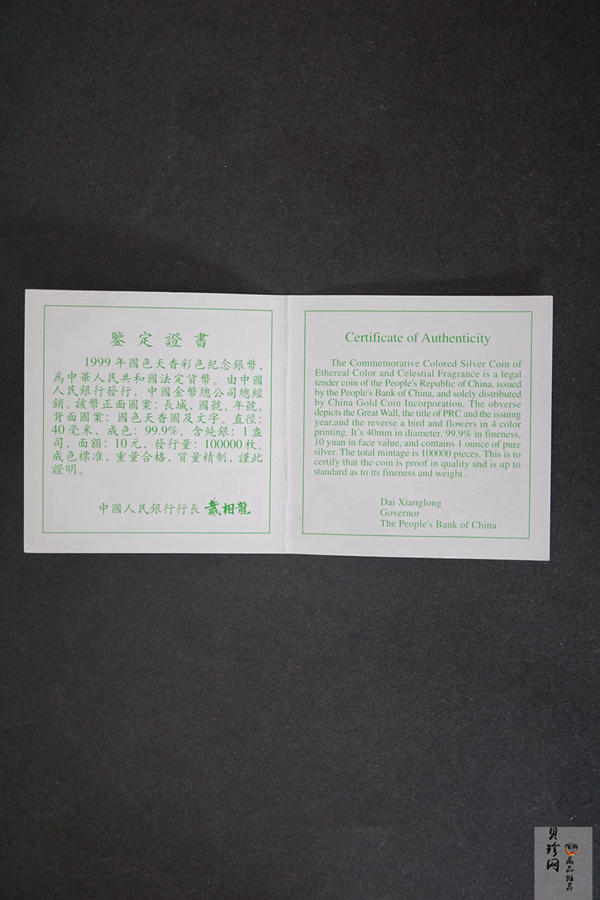 鑒定證書
1999年國色天香彩色紀念銀幣，
爲中華人民共和國法定貨幣。由中國
人民銀行發行，中國金幣總公司總經
銷。該幣正面圖案：長城，國號，年號。
背面圖案：國色天香圖及文字。直徑：
40毫米，成色：99.9%，含純銀：1盎
司，面額：10元，發行量：100000枚。
成色標准，重量合格，質量精制，謹此
證明。
中國人民銀行行長 戴相龍
Certificate of Authenticity
The Commemorative Colored Silver Coin of
Ethereal Color and Celestial Fragrance is a legal
tender coin of the People's Republic of China, issued
by the People's Bank of China, and solely distributed
by China Gold Coin Incorporation. The obverse
depicts the Great Wall, the title of PRC and the issuing
year,and the reverse a bird and flowers in 4 color
printing. It's 40mm in diameter, 99.9% in fineness,
10 yuan in face value, and contains 1 ounce of pure
silver. The total mintage is 100000 pieces. This is to
certify that the coin is proof in quality and is up to
standard as to its fineness and weight .
Dai Xianglong
Governor
The People's Bank of China
贝珍网
藏品推荐